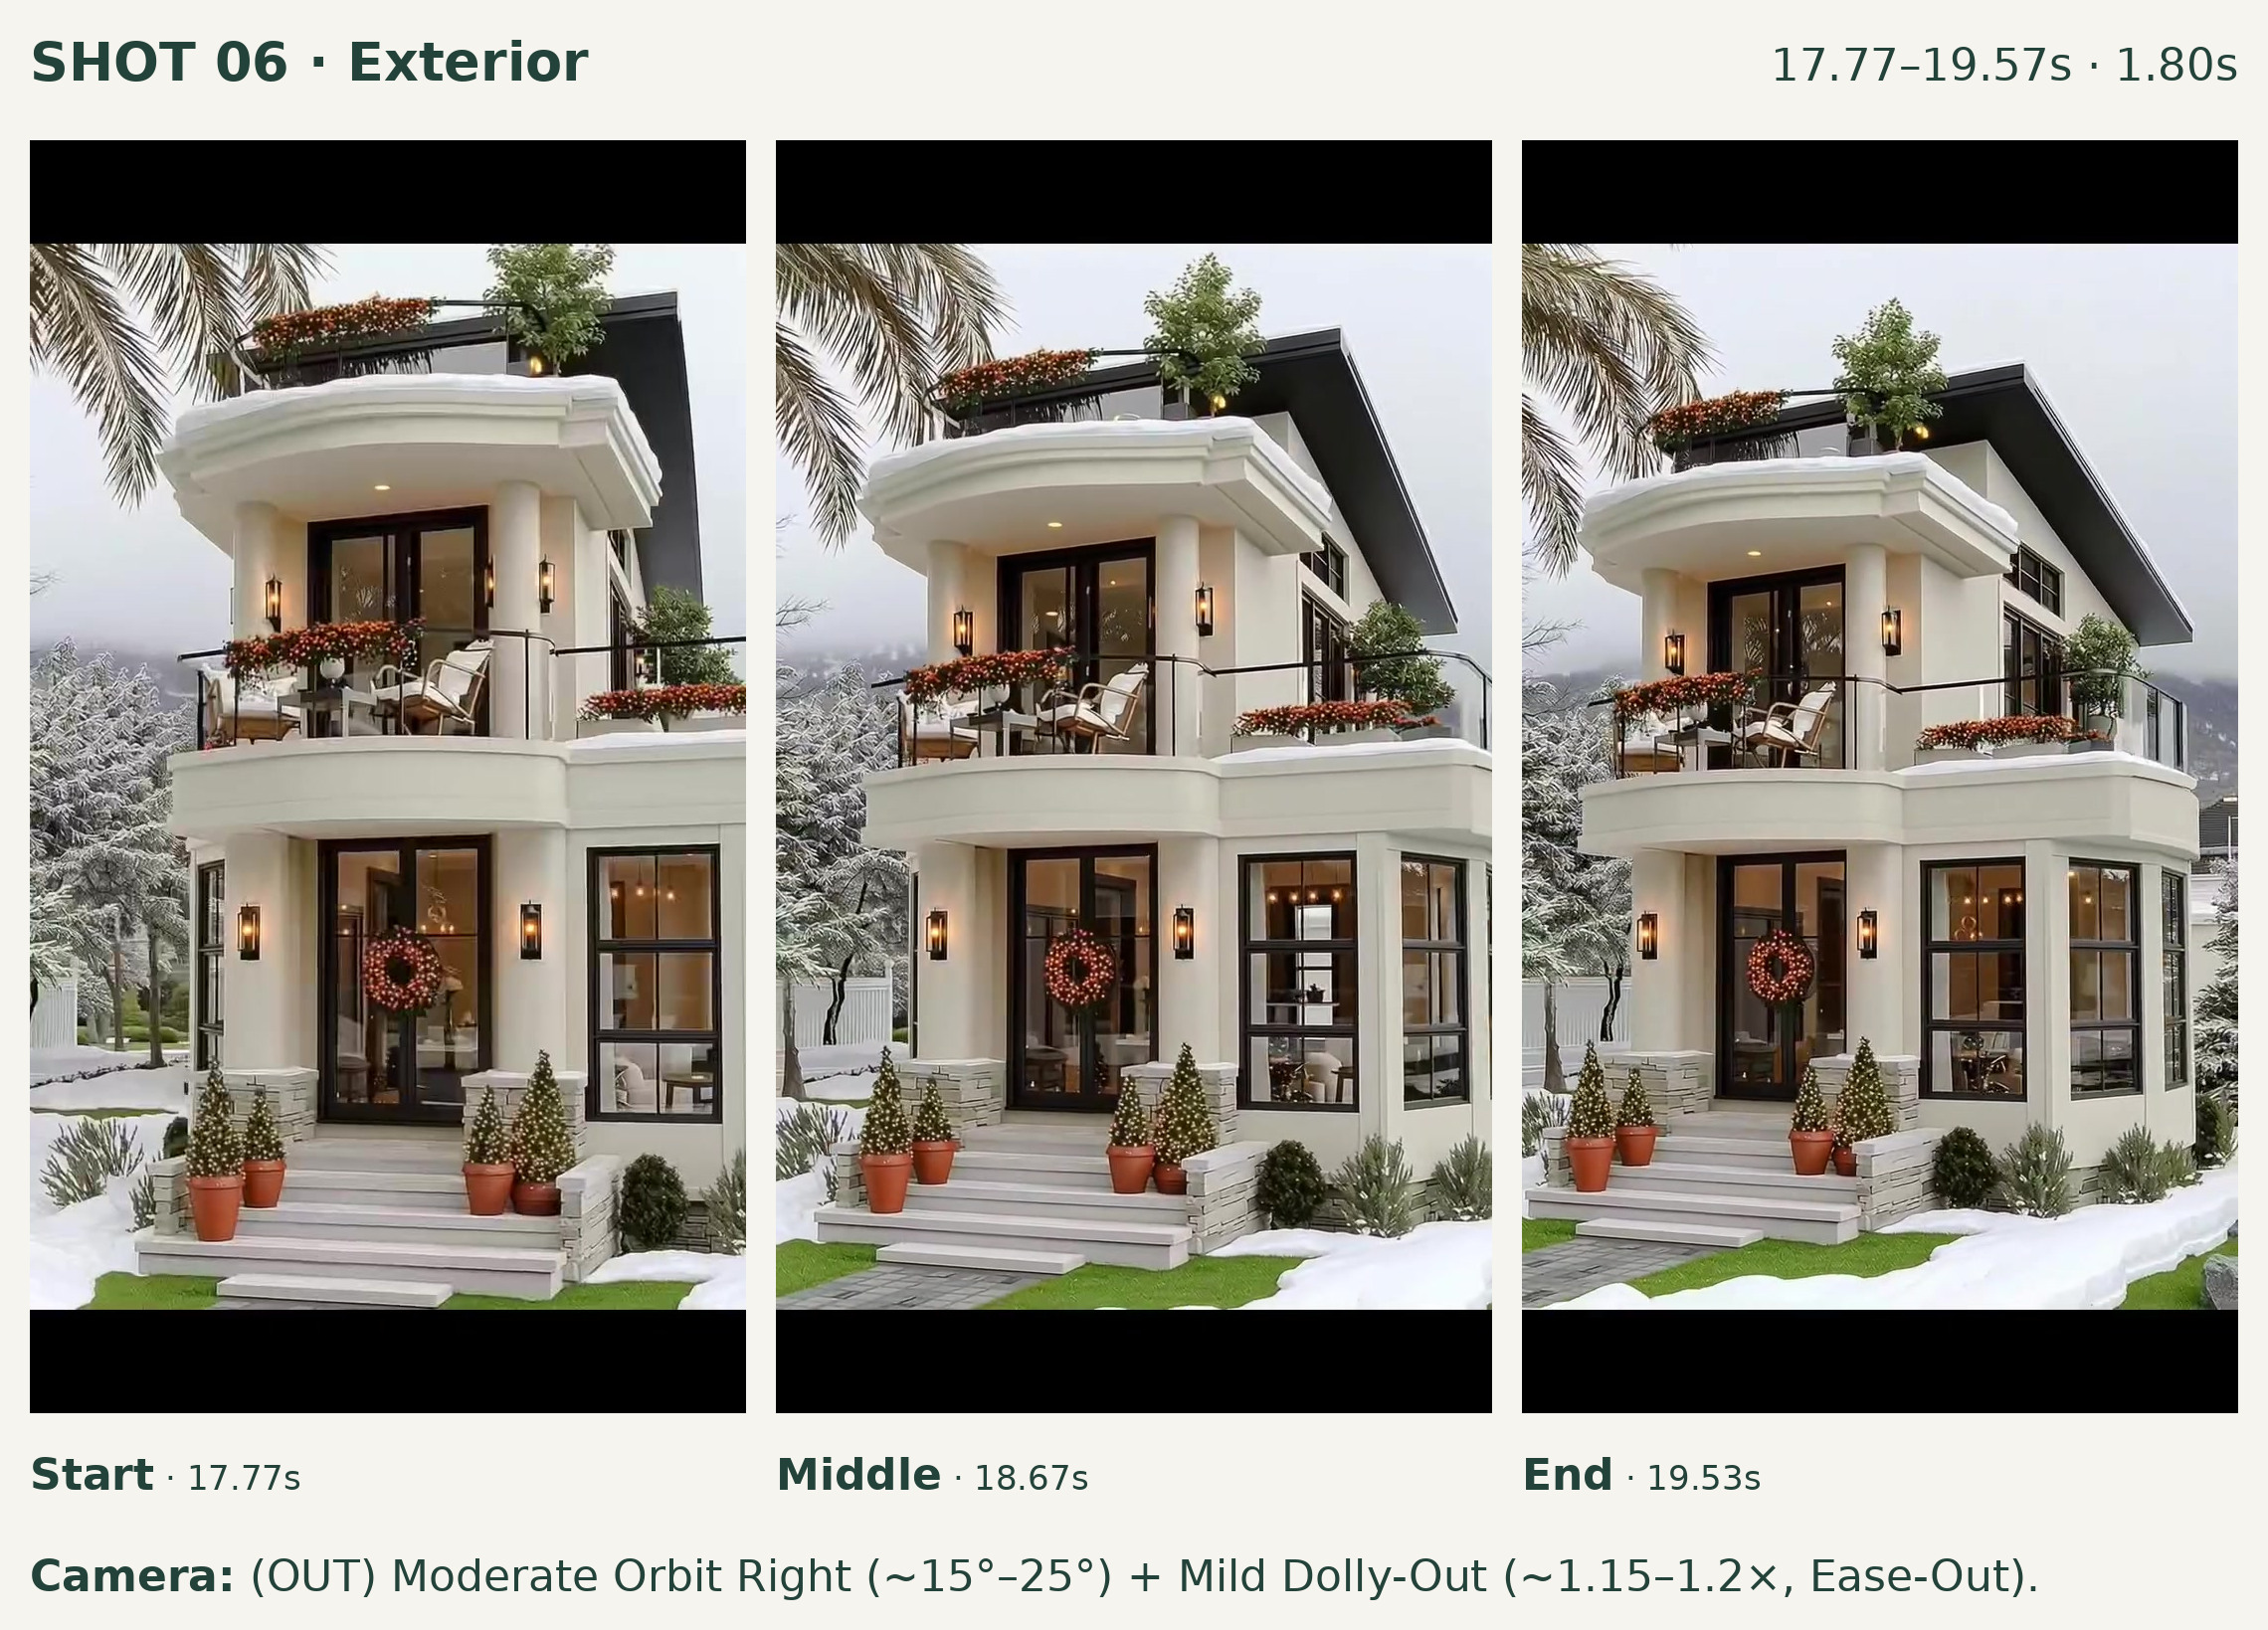 SHOT 06 · Exterior
17.77–19.57s · 1.80s
Start · 17.77s
Middle · 18.67s
End · 19.53s
Camera: (OUT) Moderate Orbit Right (~15°–25°) + Mild Dolly-Out (~1.15–1.2×, Ease-Out).